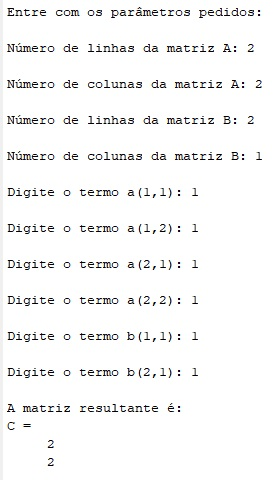 Entre com os parâmetros pedidos:
Número de linhas da matriz A: 2
Número de colunas da matriz A: 2
Número de linhas da matriz B: 2
Número de colunas da matriz B: 1
Digite o termo a(1,1): 1
Digite o termo a(1,2): 1
Digite o termo a(2,1): 1
Digite o termo a(2,2): 1
Digite o termo b(1,1): 1
Digite o termo b(2,1): 1
A matriz resultante é:
C =
2
2